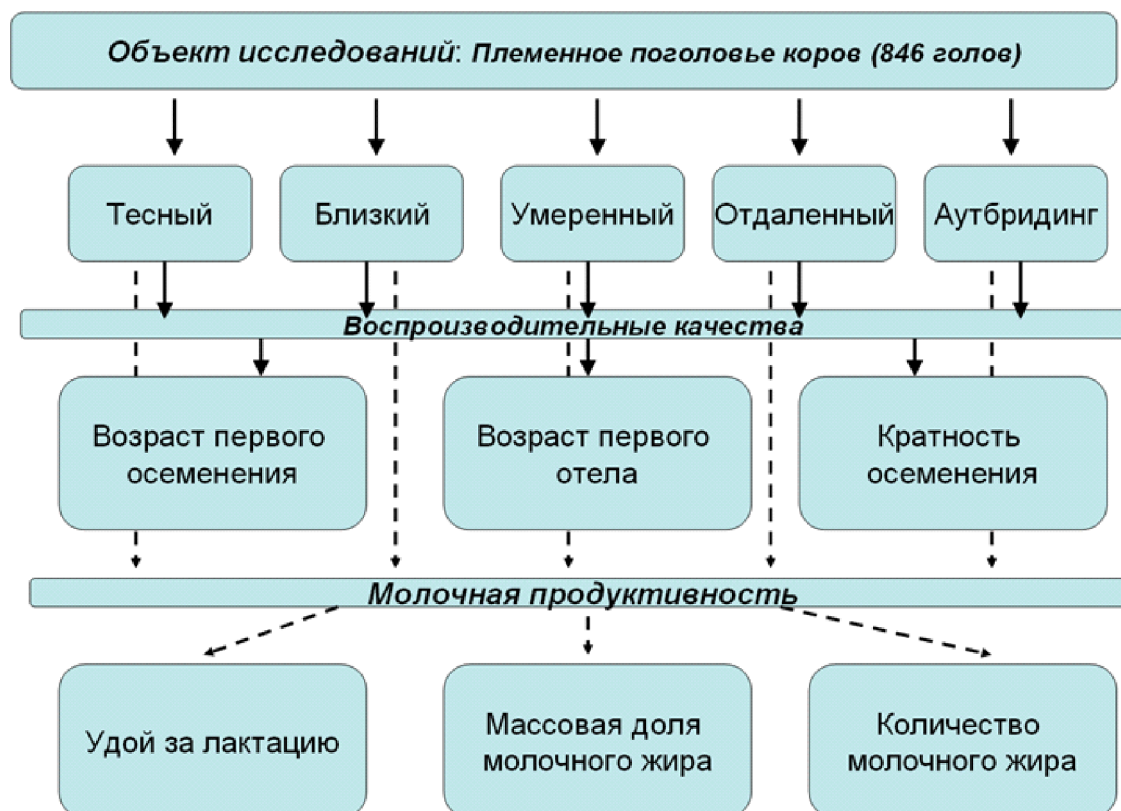 Объект исследований: Племенное поголовье коров (846 голов)
Тесный
Близкий
Умеренный
Отдаленный
Аутбридинг
Воспроизводительные качества
Возраст первого
осеменения
Возраст первого
отела
Кратность
осеменения
Молочная продуктивность
Удой за лактацию
Массовая доля
молочного жира
Количество
молочного жира